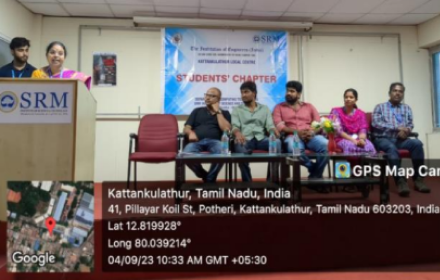 The Institution of Engineers (India)
SRM
KATTANKULATHUR LOCAL CENTRE
STUDENTS' CHAPTER
SRM
GPS Map Cam
Kattankulathur, Tamil Nadu, India
41, Pillayar Koil St, Potheri, Kattankulathur, Tamil Nadu 603203, India
Lat 12.819928°
Long 80.039214°
04/09/23 10:33 AM GMT +05:30
Google